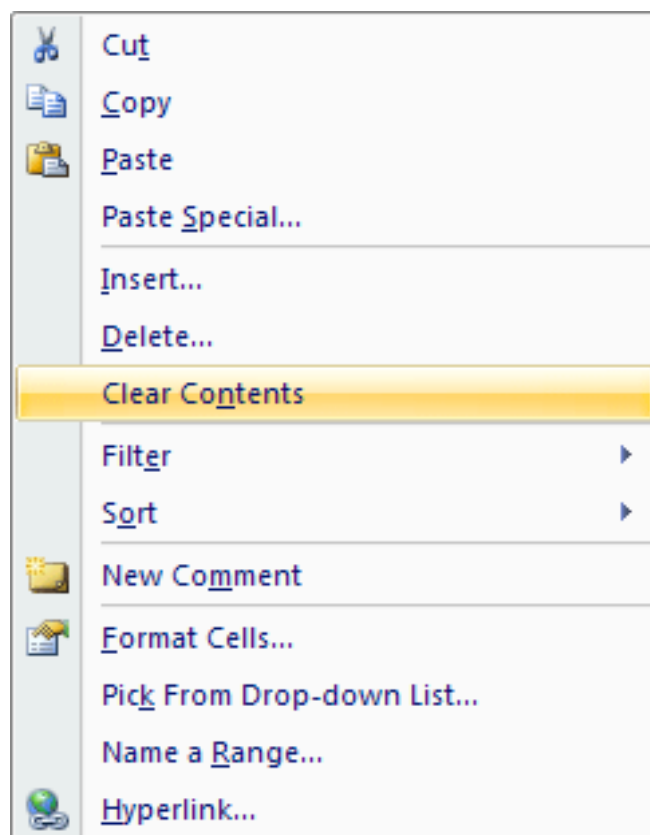 Cut
Copy
Paste
Paste Special...
Insert...
Delete...
Clear Contents
Filter
Sort
New Comment
Format Cells...
Pick From Drop-down List...
Name a Range...
Hyperlink...